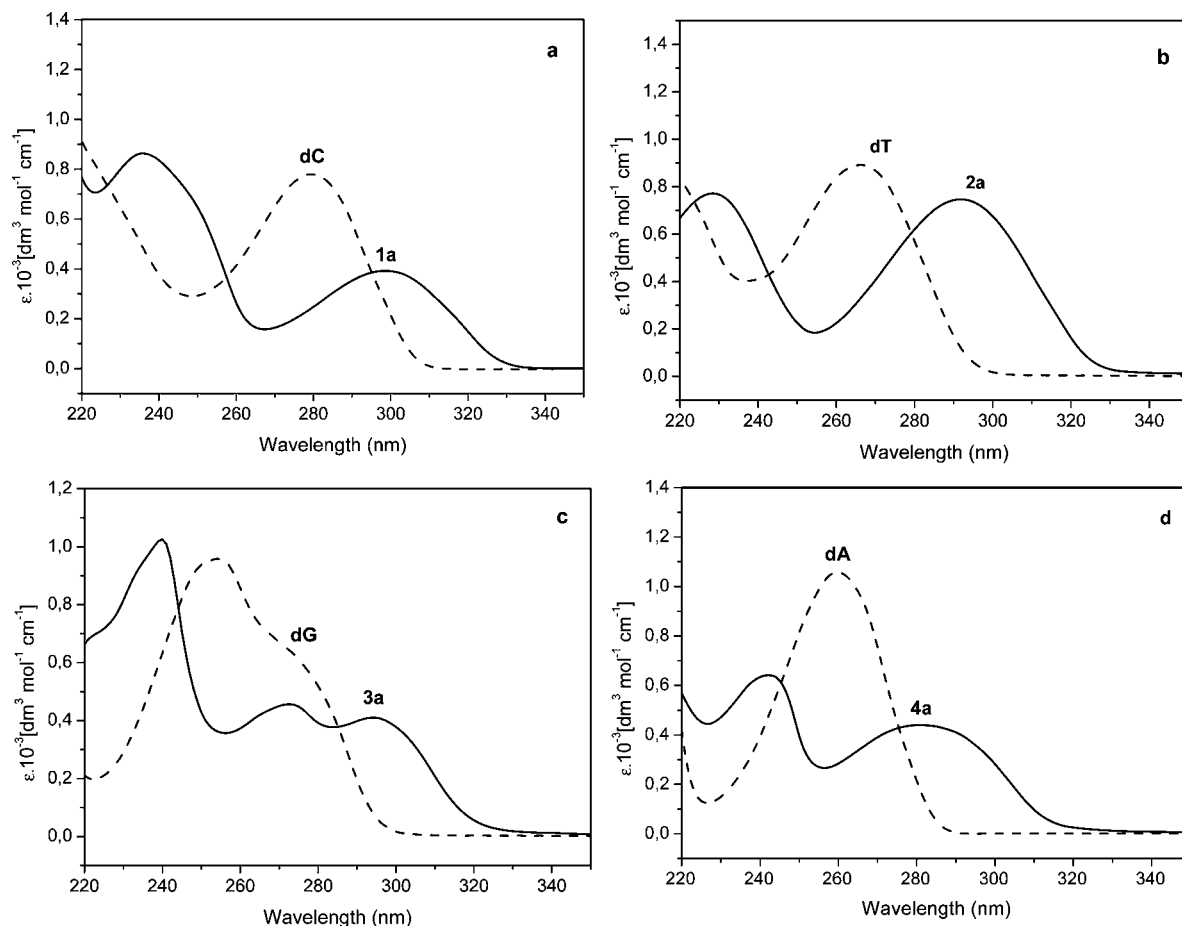 a
1,4
1,2
1,0
0,8
0,6
0,4
0,2
0,0
ε.10-3[dm3 mol-1 cm-1]
dC
1a
220 240 260 280 300 320 340
Wavelength (nm)
b
1,4
1,2
1,0
0,8
0,6
0,4
0,2
0,0
ε.10-3[dm3 mol-1 cm-1]
dT
2a
220 240 260 280 300 320 340
Wavelength (nm)
c
1,2
1,0
0,8
0,6
0,4
0,2
0,0
ε.10-3[dm3 mol-1 cm-1]
dG
3a
220 240 260 280 300 320 340
Wavelength (nm)
d
1,4
1,2
1,0
0,8
0,6
0,4
0,2
0,0
ε.10-3[dm3 mol-1 cm-1]
dA
4a
220 240 260 280 300 320 340
Wavelength (nm)